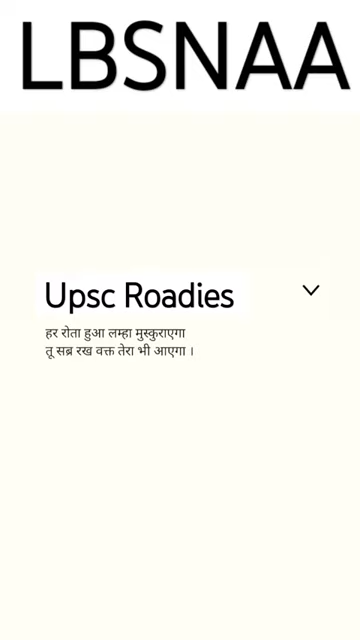 LBSNAA
Upsc Roadies
हर रोता हुआ लम्हा मुस्कुराएगा
तू सब्र रख वक्त तेरा भी आएगा ।